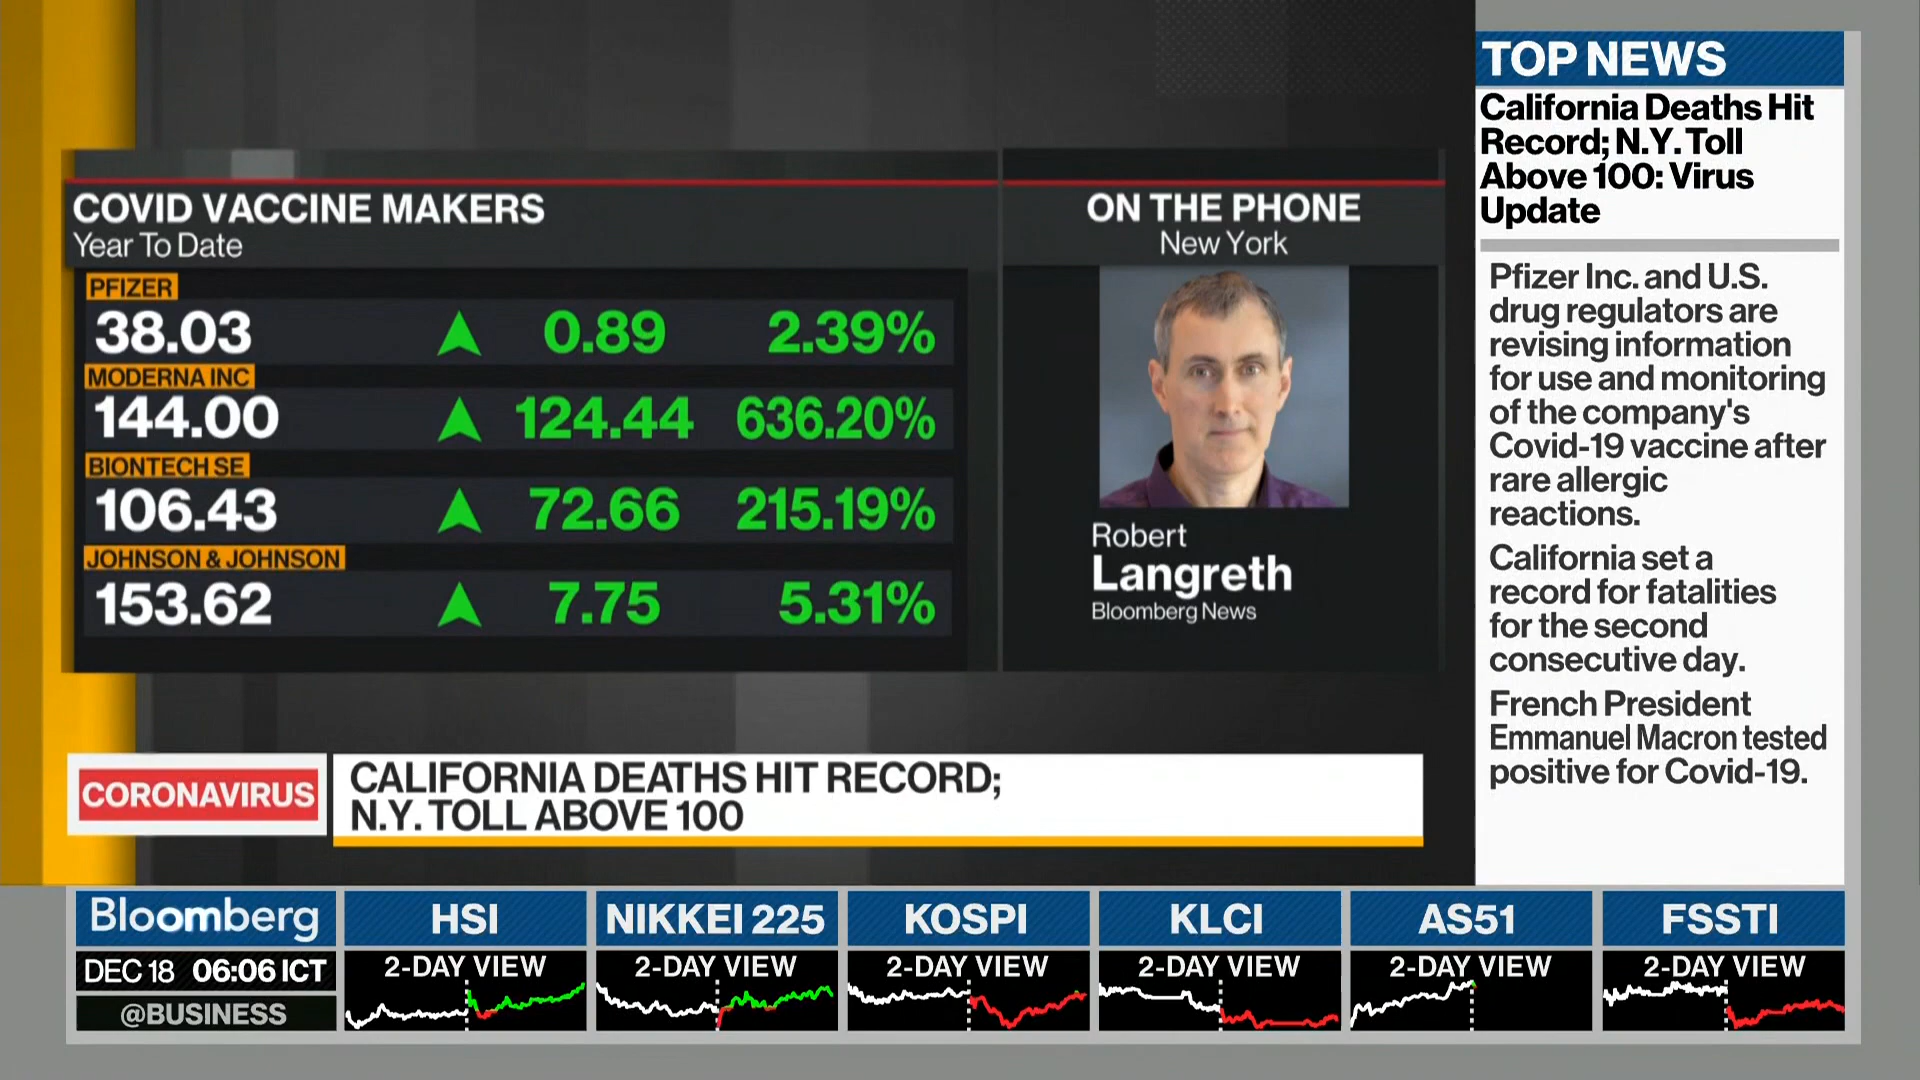 COVID VACCINE MAKERS
Year To Date
PFIZER
38.03 ▲ 0.89 2.39%
MODERNA INC
144.00 ▲ 124.44 636.20%
BIONTECH SE
106.43 ▲ 72.66 215.19%
JOHNSON & JOHNSON
153.62 ▲ 7.75 5.31%
ON THE PHONE
New York
Robert
Langreth
Bloomberg News
CORONAVIRUS
CALIFORNIA DEATHS HIT RECORD;
N.Y. TOLL ABOVE 100
TOP NEWS
California Deaths Hit
Record; N.Y. Toll
Above 100: Virus
Update
Pfizer Inc. and U.S.
drug regulators are
revising information
for use and monitoring
of the company's
Covid-19 vaccine after
rare allergic
reactions.
California set a
record for fatalities
for the second
consecutive day.
French President
Emmanuel Macron tested
positive for Covid-19.
Bloomberg
DEC 18 06:06 ICT
@BUSINESS
HSI
2-DAY VIEW
NIKKEI 225
2-DAY VIEW
KOSPI
2-DAY VIEW
KLCI
2-DAY VIEW
AS51
2-DAY VIEW
FSSTI
2-DAY VIEW